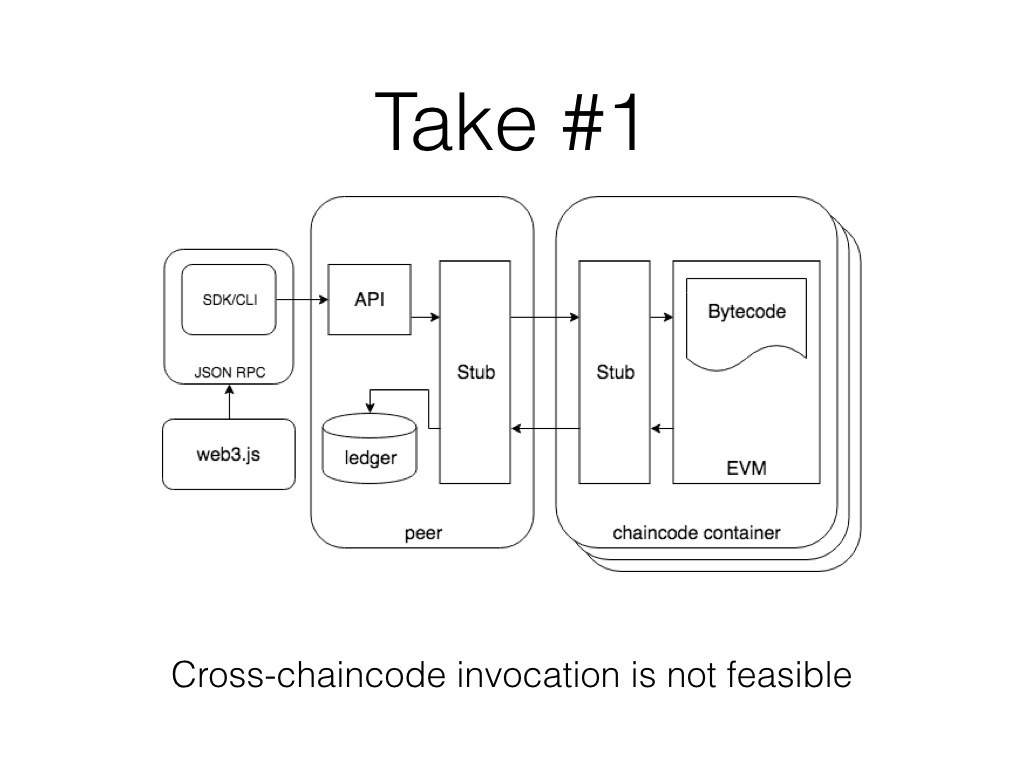 Take #1
SDK/CLI
JSON RPC
web3.js
API
Stub
ledger
peer
Stub
Bytecode
EVM
chaincode container
Cross-chaincode invocation is not feasible